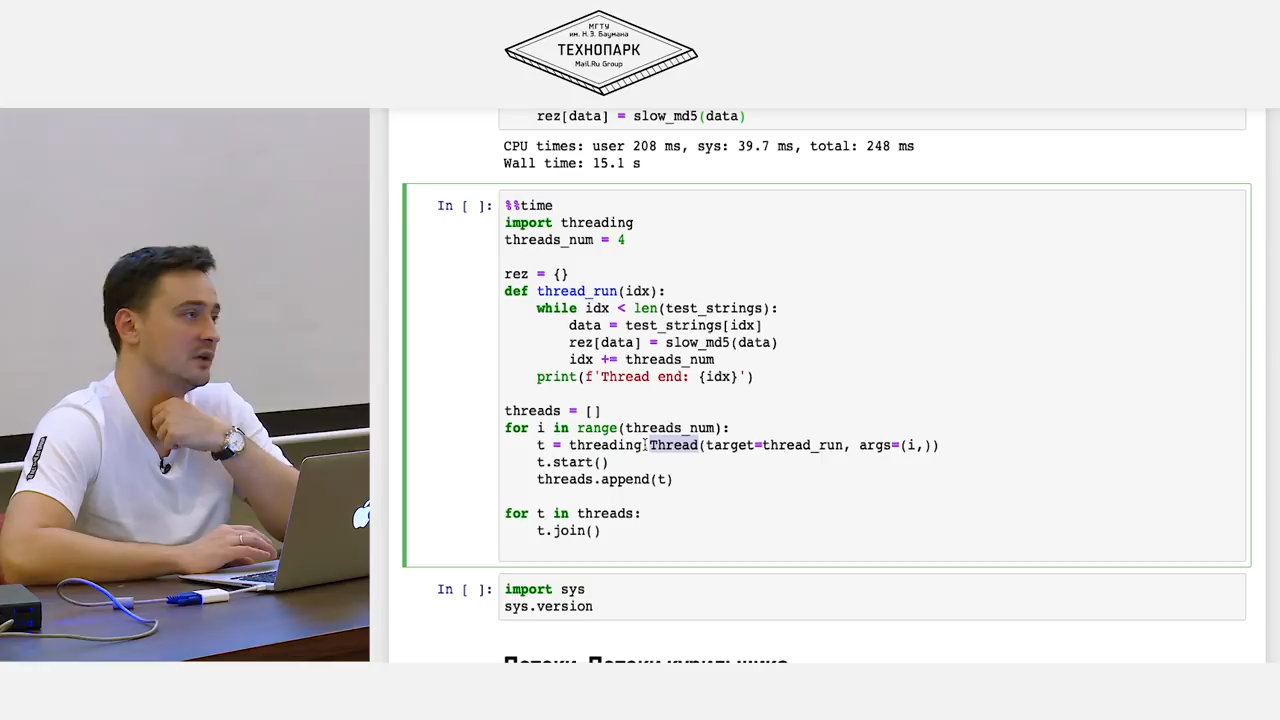 МГТУ
им. Н.Э. Баумана
ТЕХНОПАРК
Mail.Ru Group
rez[data] = slow_md5(data)
CPU times: user 208 ms, sys: 39.7 ms, total: 248 ms
Wall time: 15.1 s
In [ ]:
%%time
import threading
threads_num = 4
rez = {}
def thread_run(idx):
while idx < len(test_strings):
data = test_strings[idx]
rez[data] = slow_md5(data)
idx += threads_num
print(f'Thread end: {idx}')
threads = []
for i in range(threads_num):
t = threading.Thread(target=thread_run, args=(i,))
t.start()
threads.append(t)
for t in threads:
t.join()
In [ ]:
import sys
sys.version
Потоки. Потоки курильщика